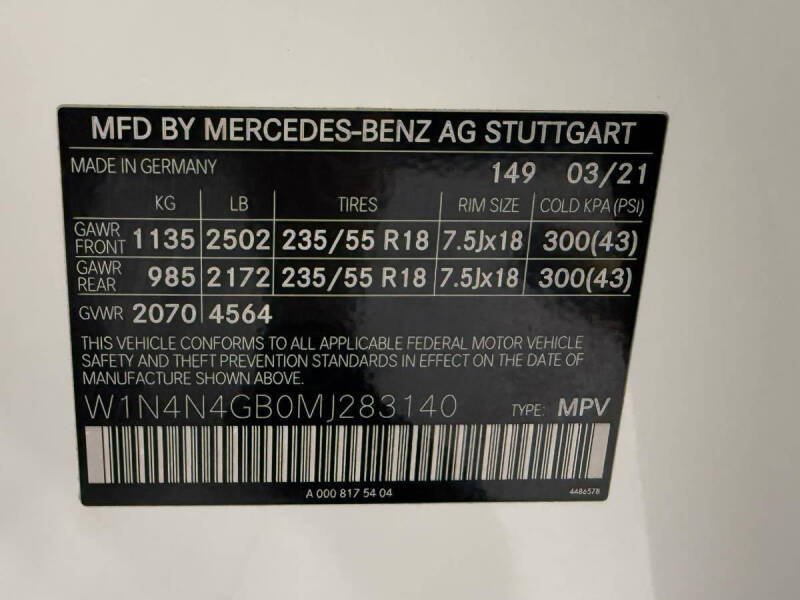 MFD BY MERCEDES-BENZ AG STUTTGART
MADE IN GERMANY 149 03/21
KG LB TIRES RIM SIZE COLD KPA (PSI)
GAWR FRONT 1135 2502 235/55 R18 7.5Jx18 300(43)
GAWR REAR 985 2172 235/55 R18 7.5Jx18 300(43)
GVWR 2070 4564
THIS VEHICLE CONFORMS TO ALL APPLICABLE FEDERAL MOTOR VEHICLE
SAFETY AND THEFT PREVENTION STANDARDS IN EFFECT ON THE DATE OF
MANUFACTURE SHOWN ABOVE.
W1N4N4GB0MJ283140 TYPE: MPV
A 000 817 54 04 4486578